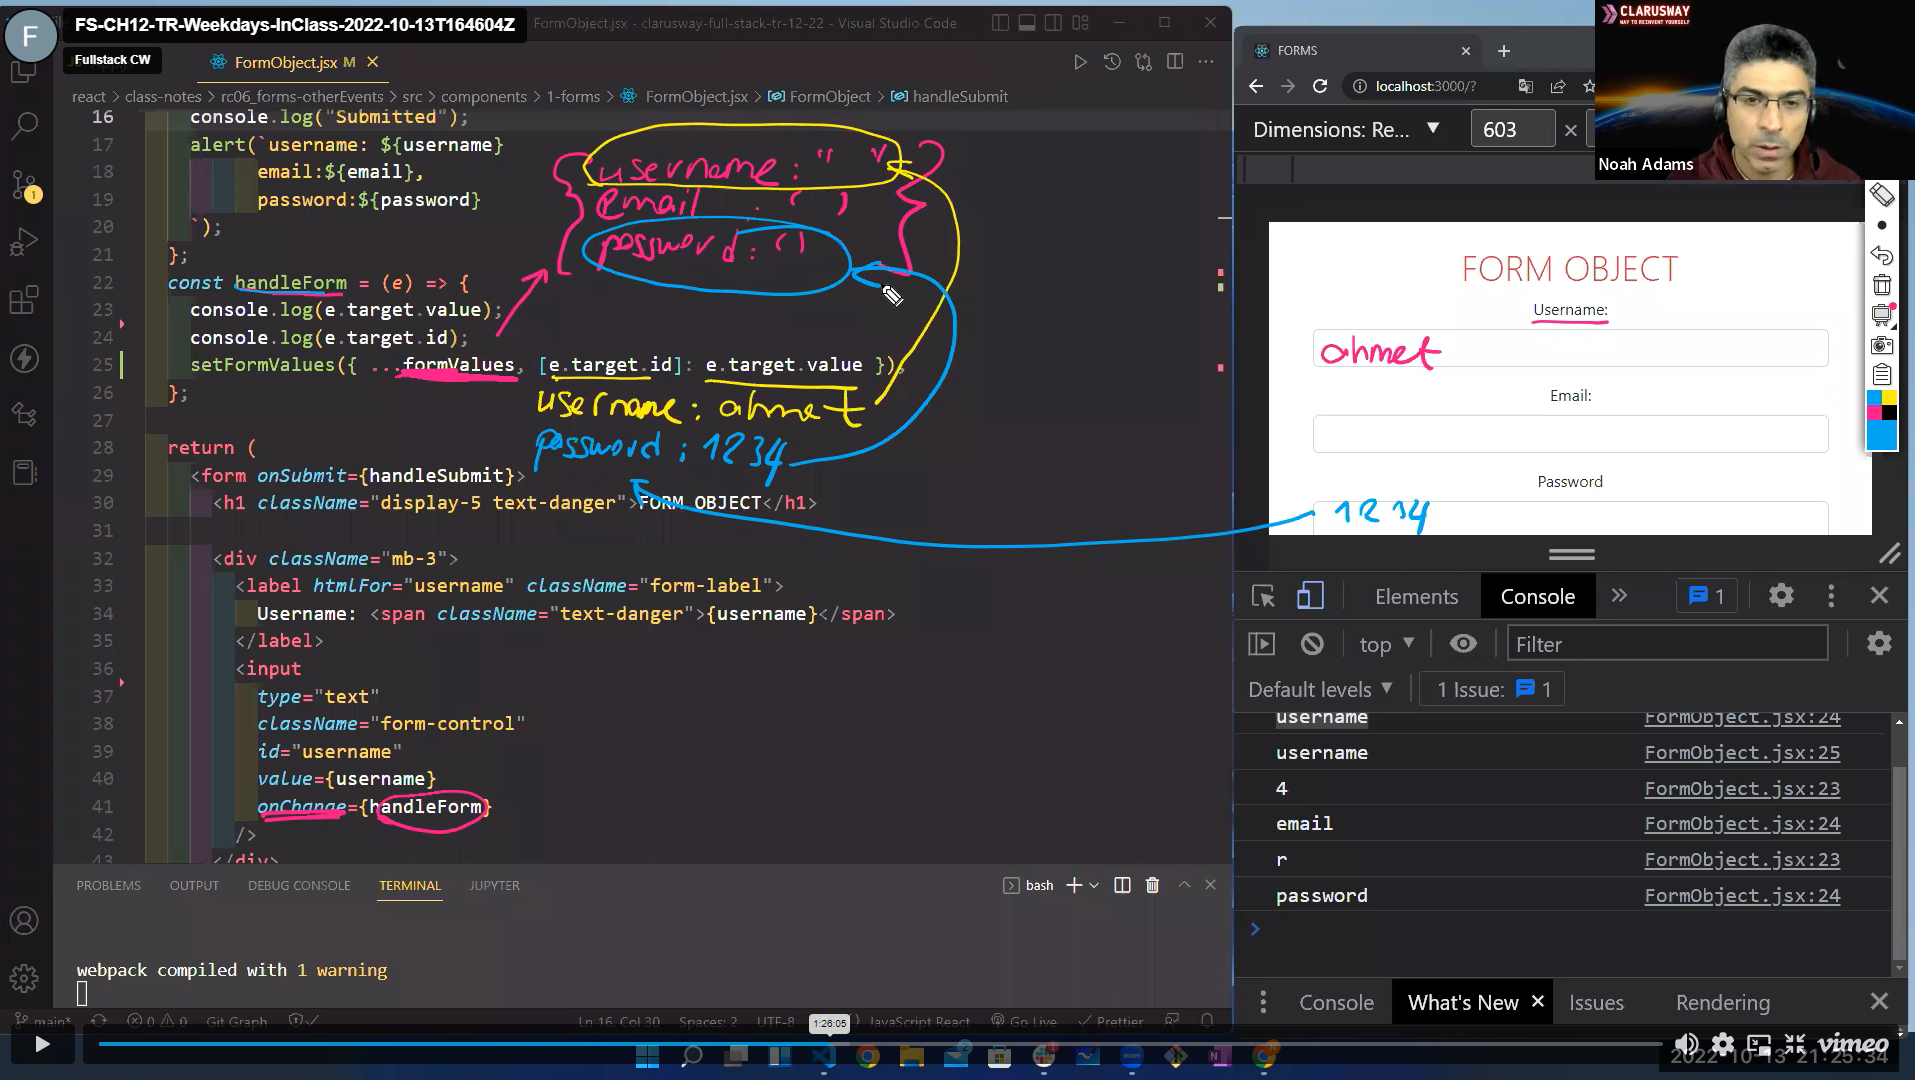 FS-CH12-TR-Weekdays-InClass-2022-10-13T164604Z
F
Fullstack CW
FormObject.jsx - clarusway-full-stack-tr-12-22 - Visual Studio Code
FormObject.jsx M
react > class-notes > rc06_forms-otherEvents > src > components > 1-forms > FormObject.jsx > FormObject > handleSubmit
16 console.log("Submitted");
17 alert(`username: ${username}
18 email:${email},
19 password:${password}
20 `);
21 };
22 const handleForm = (e) => {
23 console.log(e.target.value);
24 console.log(e.target.id);
25 setFormValues({ ...formValues, [e.target.id]: e.target.value });
26 };
27
28 return (
29 <form onSubmit={handleSubmit}>
30 <h1 className="display-5 text-danger">FORM OBJECT</h1>
31
32 <div className="mb-3">
33 <label htmlFor="username" className="form-label">
34 Username: <span className="text-danger">{username}</span>
35 </label>
36 <input
37 type="text"
38 className="form-control"
39 id="username"
40 value={username}
41 onChange={handleForm}
42 />
43 </div>
{ username : " " }
email : ( )
password : ( )
username : ahmet
password ; 1234
PROBLEMS OUTPUT DEBUG CONSOLE TERMINAL JUPYTER
bash
webpack compiled with 1 warning
main* 0 0 Git Graph Ln 16, Col 30 Spaces: 2 UTF-8 JavaScript React Go Live Prettier
1:26:05
FORMS
localhost:3000/?
Dimensions: Re... 603
CLARUSWAY
WAY TO REINVENT YOURSELF
Noah Adams
FORM OBJECT
Username:
ahmet
Email:
Password
1234
Elements Console 1
top Filter
Default levels 1 Issue: 1
username FormObject.jsx:24
username FormObject.jsx:25
4 FormObject.jsx:23
email FormObject.jsx:24
r FormObject.jsx:23
password FormObject.jsx:24
Console What's New Issues Rendering
vimeo
2022-10-13 21:25:34